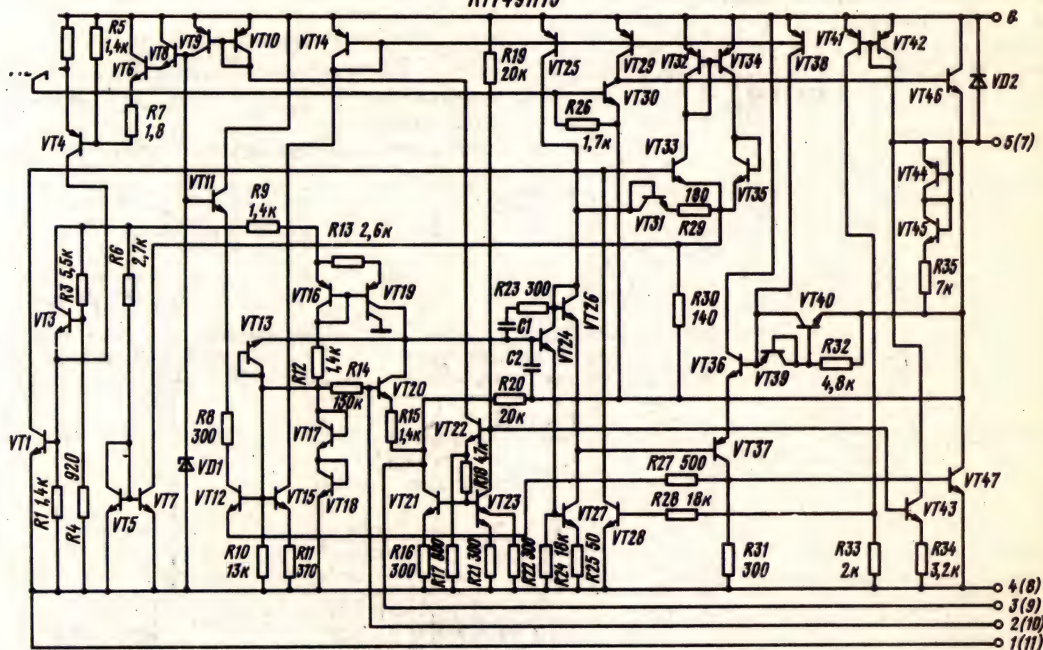 R5
1,4к
VT6
VT8
VT9
VT10
VT14
R19
20к
VT25
VT29
VT32
VT34
VT41
VT38
VT42
6
VD2
VT30
VT46
R7
1,8
R26
1,7к
VT4
5(7)
VT11
R9
1,4к
VT33
180
VT35
VT31
R29
VT44
VT45
R13 2,6к
R3 5,5к
R6
2,7к
VT16
VT19
R23 300
C1
VT26
R30
140
VT40
R35
7к
VT3
VT13
C2
VT24
VT36
VT39
R32
4,8к
R12
1,4к
R14
150к
VT20
R20
20к
VT1
R8
300
VT17
R15
1,4к
VT22
R18 4,7к
VT37
R27 500
VT47
920
VD1
VT12
VT15
VT18
VT21
VT23
VT27
R28 18к
VT28
VT43
R1 1,4к
R4
VT5
VT7
R10
13к
R11
370
R16
300
R21 300
R22 300
R24 18к
R25 50
R31
300
R33
2к
R34
3,2к
4(8)
3(9)
2(10)
1(11)